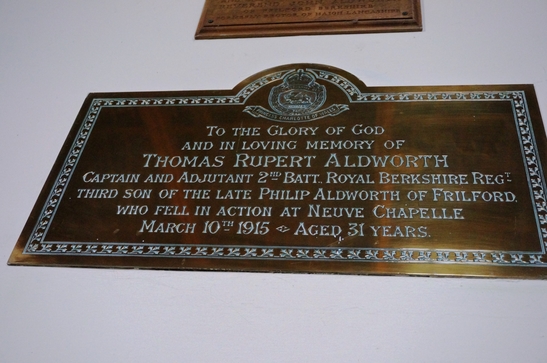 TO THE GLORY OF GOD
AND IN LOVING MEMORY OF
THOMAS RUPERT ALDWORTH
CAPTAIN AND ADJUTANT 2ND BATT. ROYAL BERKSHIRE REGT.
THIRD SON OF THE LATE PHILIP ALDWORTH OF FRILFORD.
WHO FELL IN ACTION AT NEUVE CHAPELLE
MARCH 10TH 1915 AGED 31 YEARS.